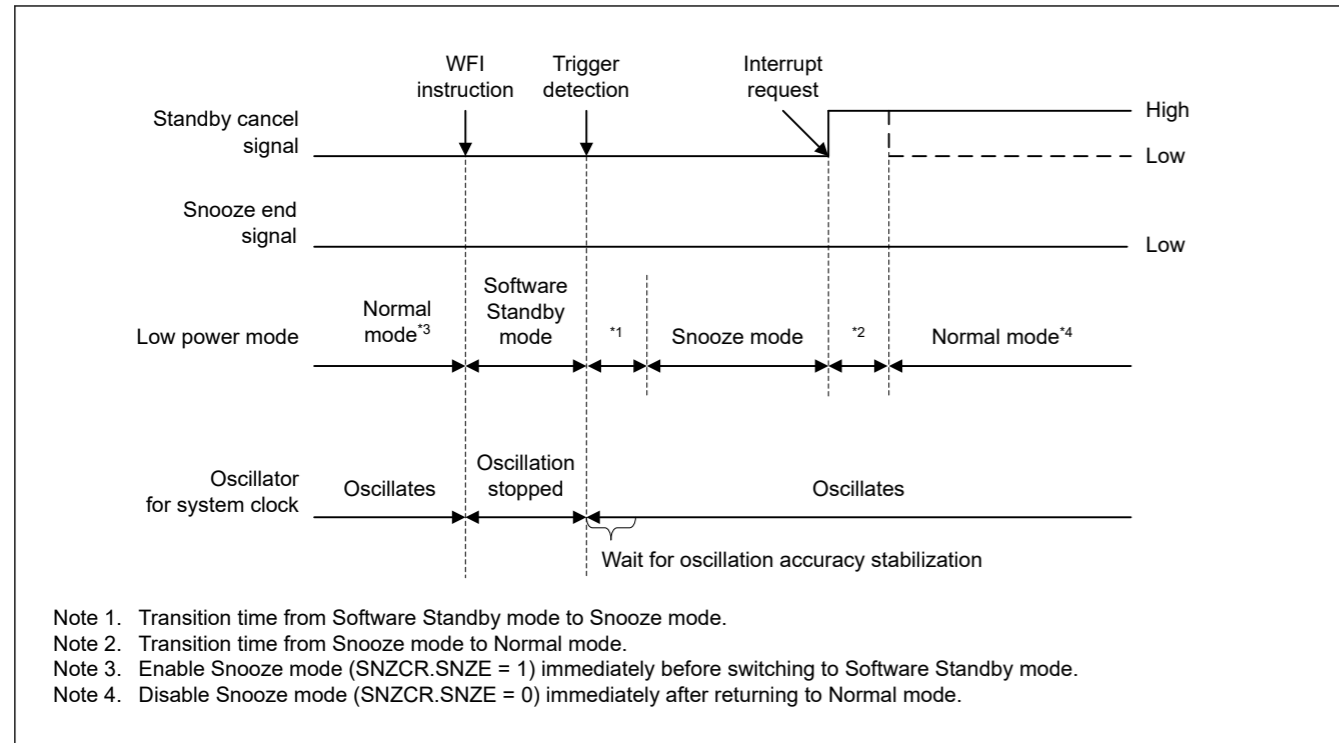 WFI
instruction
Trigger
detection
Interrupt
request
Standby cancel
signal
High
Low
Snooze end
signal
Low
Low power mode
Normal
mode*3
Software
Standby
mode
*1
Snooze mode
*2
Normal mode*4
Oscillator
for system clock
Oscillates
Oscillation
stopped
Oscillates
Wait for oscillation accuracy stabilization
Note 1. Transition time from Software Standby mode to Snooze mode.
Note 2. Transition time from Snooze mode to Normal mode.
Note 3. Enable Snooze mode (SNZCR.SNZE = 1) immediately before switching to Software Standby mode.
Note 4. Disable Snooze mode (SNZCR.SNZE = 0) immediately after returning to Normal mode.